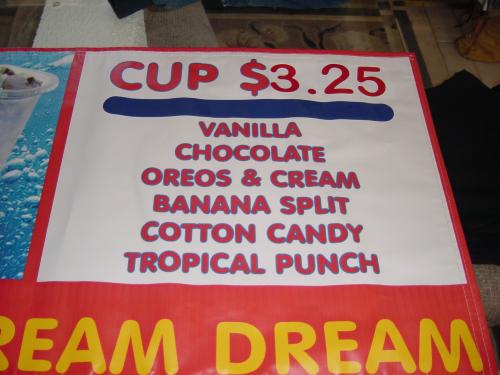 CUP $3.25
VANILLA
CHOCOLATE
OREOS & CREAM
BANANA SPLIT
COTTON CANDY
TROPICAL PUNCH
REAM DREAM